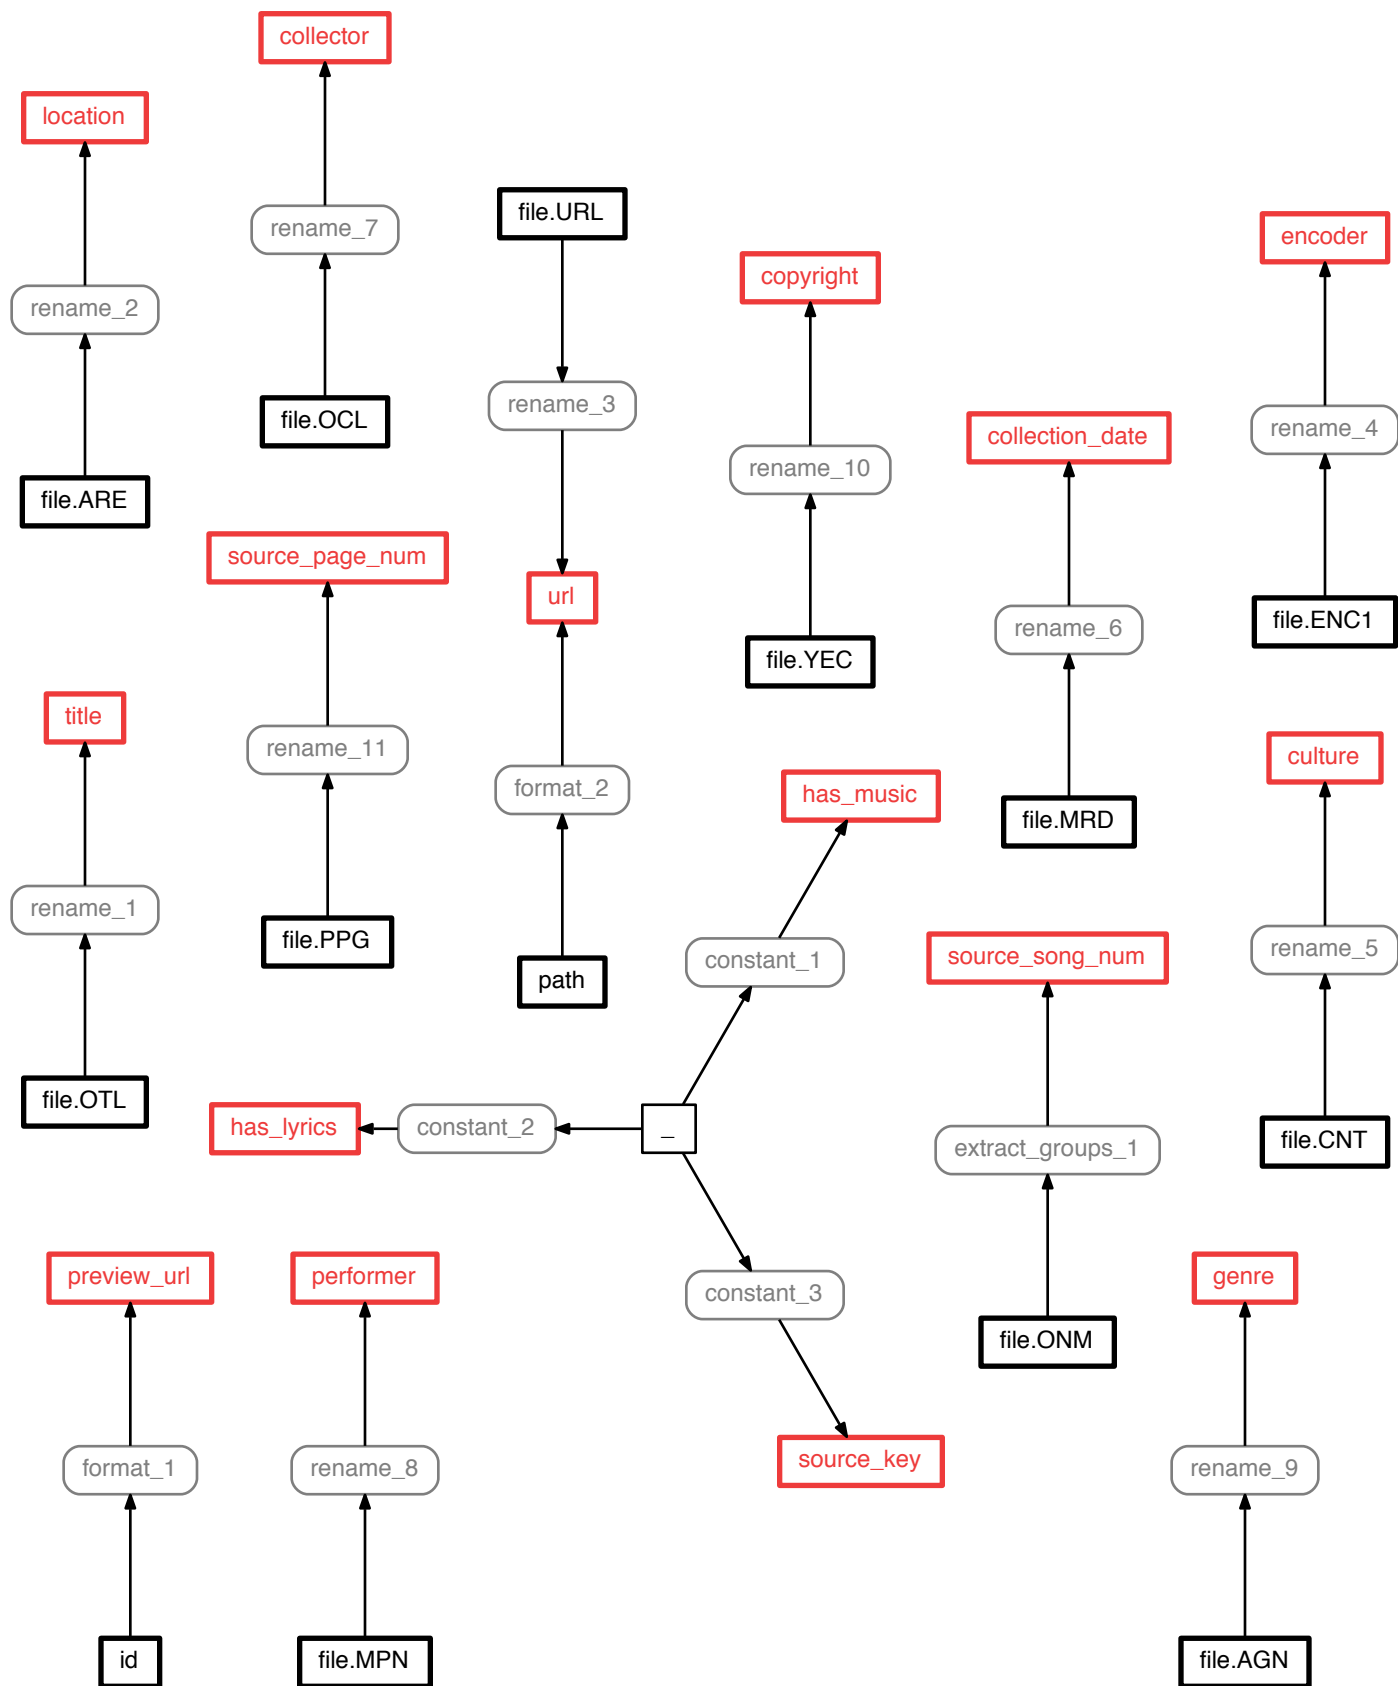 collector
location
rename_7
file.URL
encoder
copyright
rename_2
rename_3
file.OCL
rename_4
collection_date
rename_10
file.ARE
source_page_num
url
file.ENC1
rename_6
file.YEC
title
rename_11
culture
format_2
has_music
file.MRD
rename_1
file.PPG
rename_5
source_song_num
constant_1
path
file.OTL
has_lyrics
constant_2
_
extract_groups_1
file.CNT
preview_url
performer
genre
constant_3
file.ONM
source_key
format_1
rename_8
rename_9
id
file.MPN
file.AGN